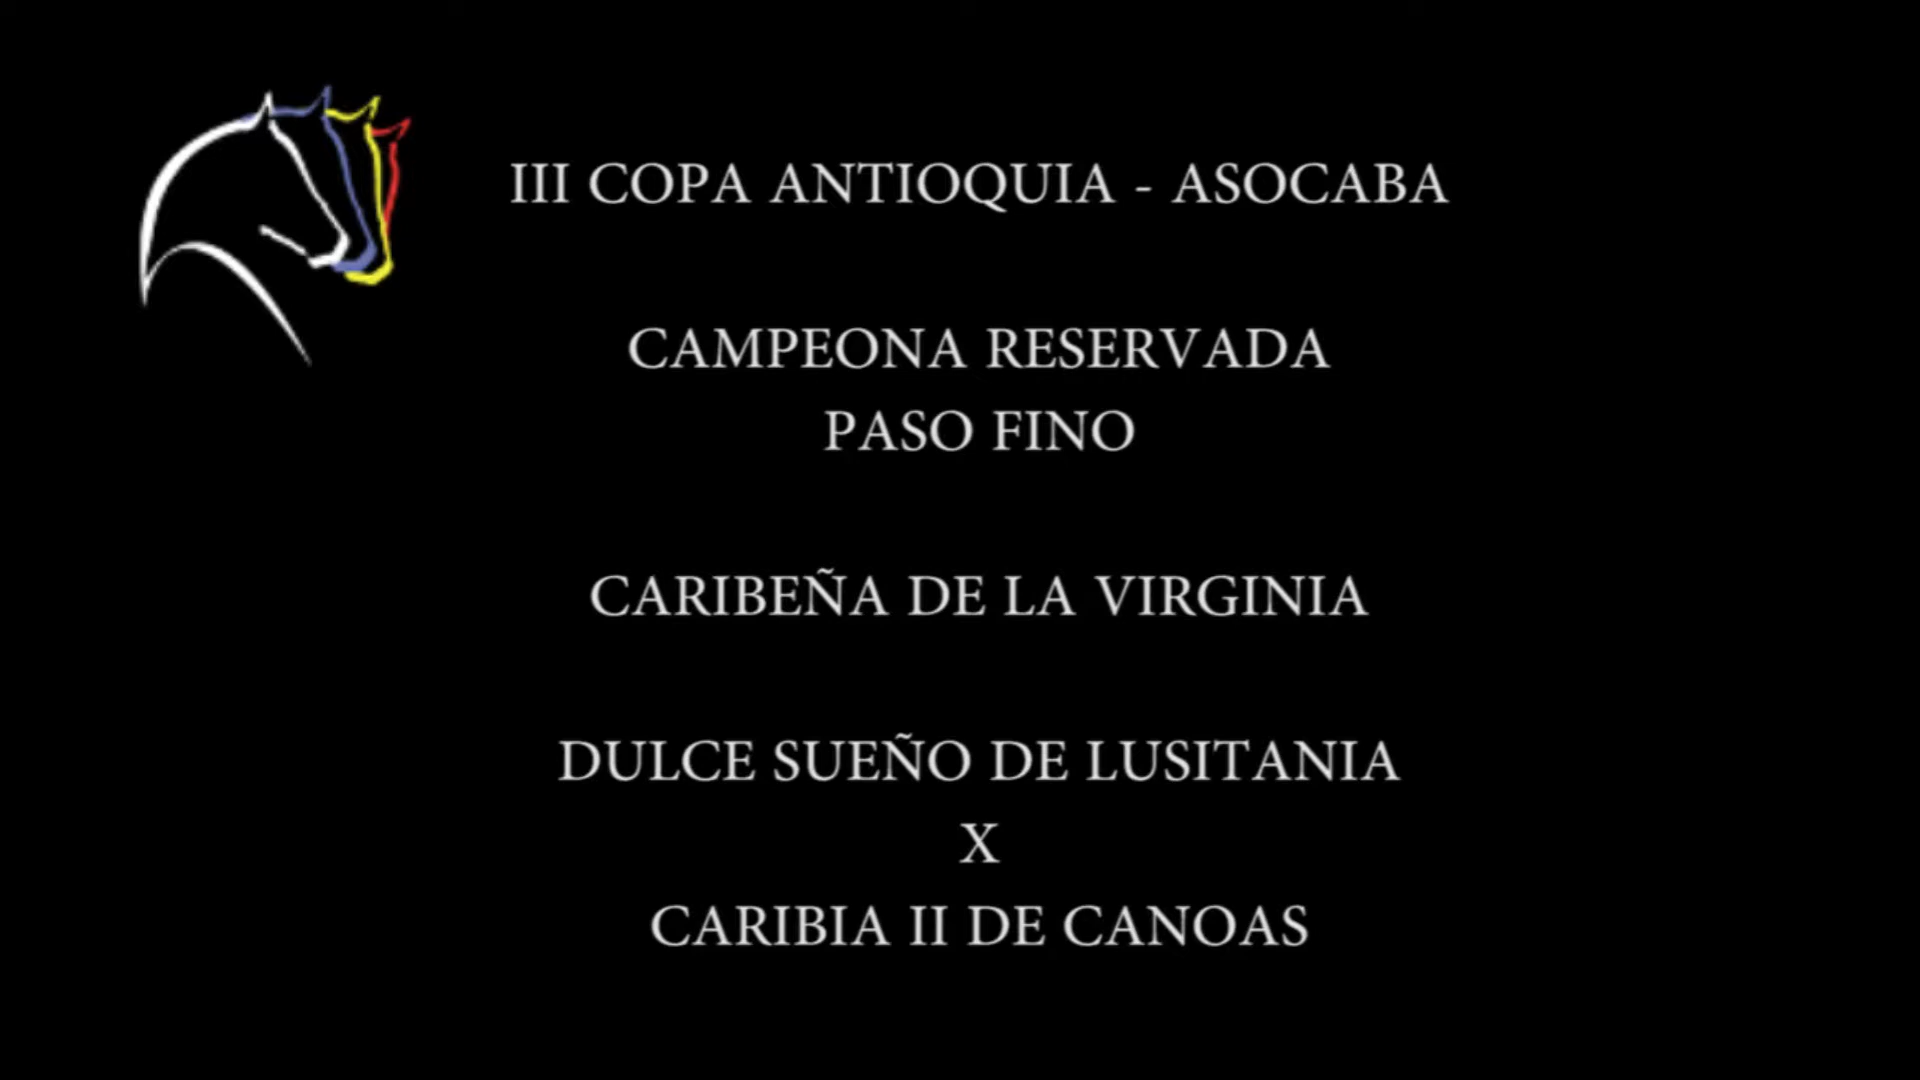 III COPA ANTIOQUIA - ASOCABA
CAMPEONA RESERVADA
PASO FINO
CARIBEÑA DE LA VIRGINIA
DULCE SUEÑO DE LUSITANIA
X
CARIBIA II DE CANOAS